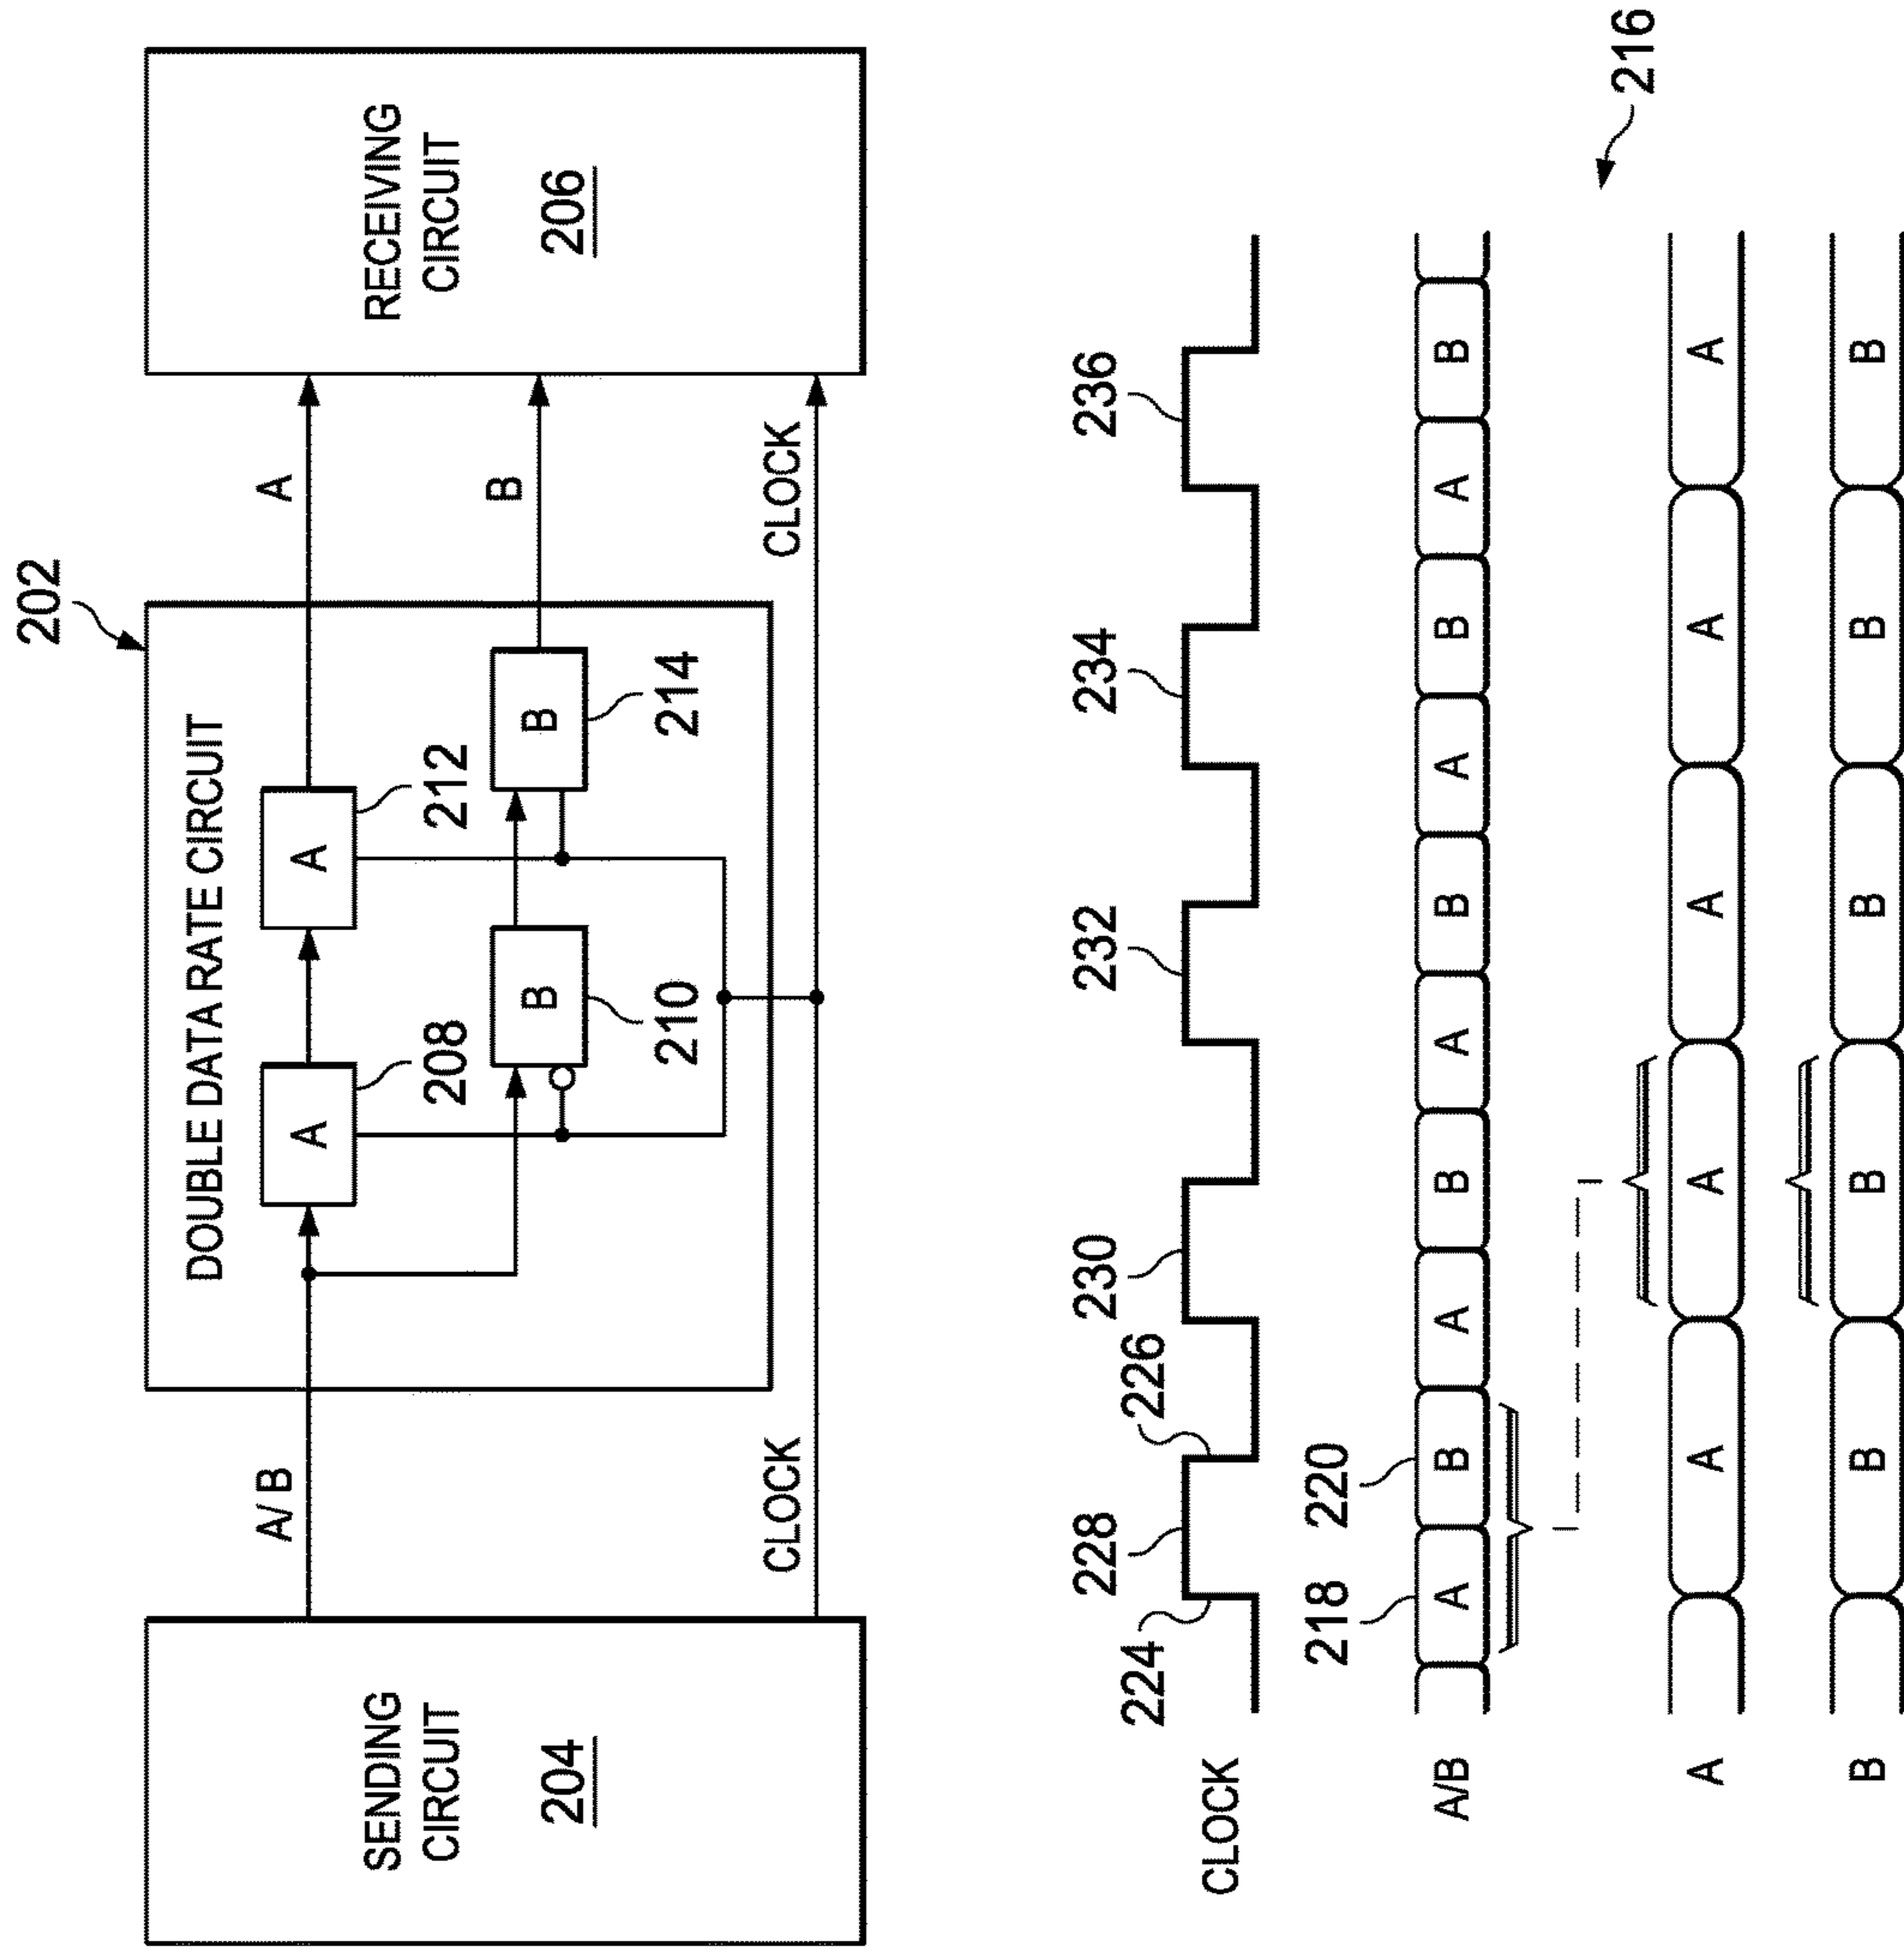 202
SENDING
CIRCUIT
204
A/B
CLOCK
DOUBLE DATA RATE CIRCUIT
A
208
A
212
B
210
B
214
A
B
CLOCK
RECEIVING
CIRCUIT
206
224
228
226
230
232
234
236
CLOCK
218
220
A/B
A
B
A
B
A
B
A
B
A
B
216
A
A
A
A
A
A
B
B
B
B
B
B